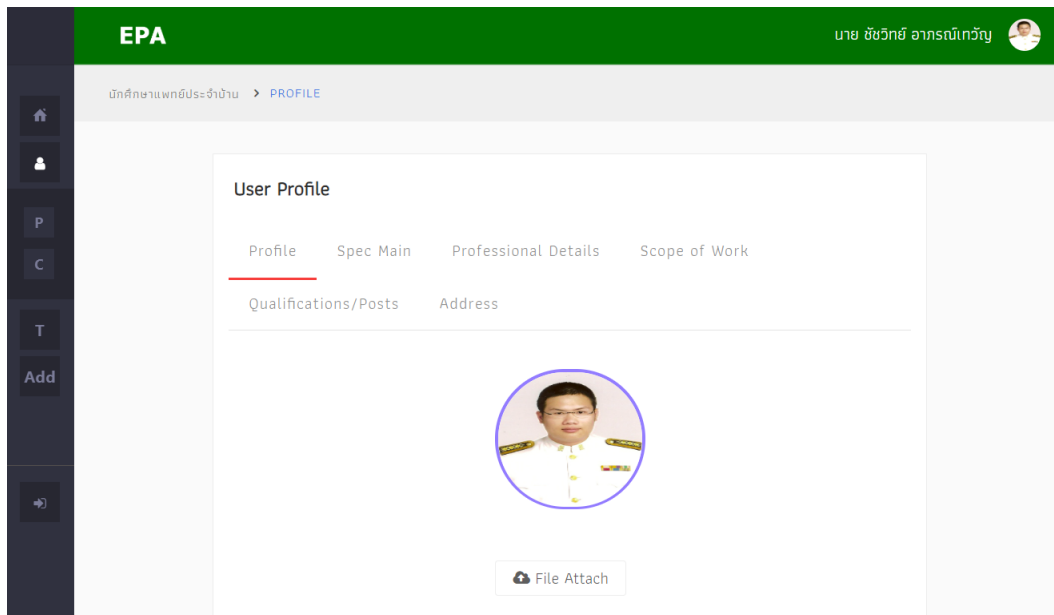 EPA
นาย ชัชวิทย์ อาภรณ์เทวัญ
นักศึกษาแพทย์ประจำบ้าน > PROFILE
P
C
T
Add
User Profile
Profile Spec Main Professional Details Scope of Work
Qualifications/Posts Address
File Attach